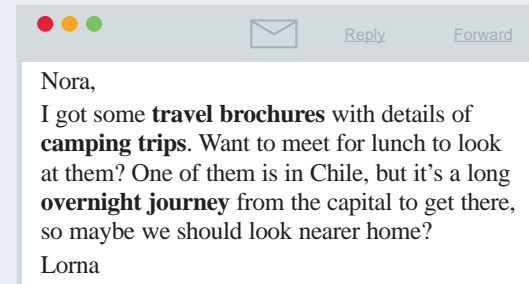 Reply Forward
Nora,
I got some travel brochures with details of
camping trips. Want to meet for lunch to look
at them? One of them is in Chile, but it’s a long
overnight journey from the capital to get there,
so maybe we should look nearer home?
Lorna